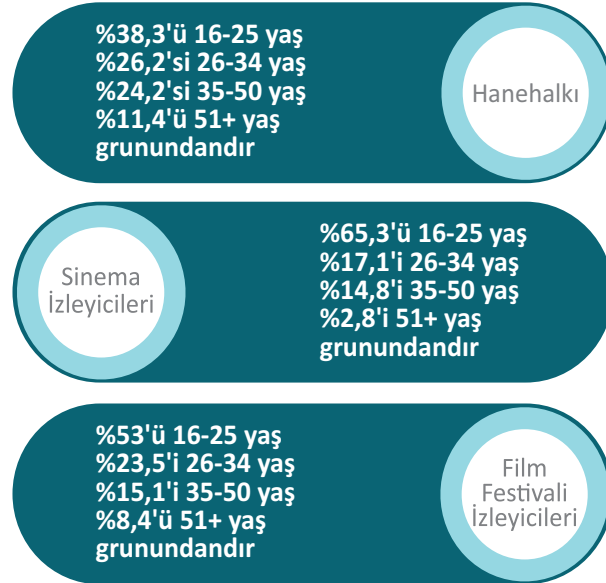 %38,3'ü 16-25 yaş
%26,2'si 26-34 yaş
%24,2'si 35-50 yaş
%11,4'ü 51+ yaş
grunundandır
Hanehalkı
Sinema
İzleyicileri
%65,3'ü 16-25 yaş
%17,1'i 26-34 yaş
%14,8'i 35-50 yaş
%2,8'i 51+ yaş
grunundandır
%53'ü 16-25 yaş
%23,5'i 26-34 yaş
%15,1'i 35-50 yaş
%8,4'ü 51+ yaş
grunundandır
Film
Festivali
İzleyicileri